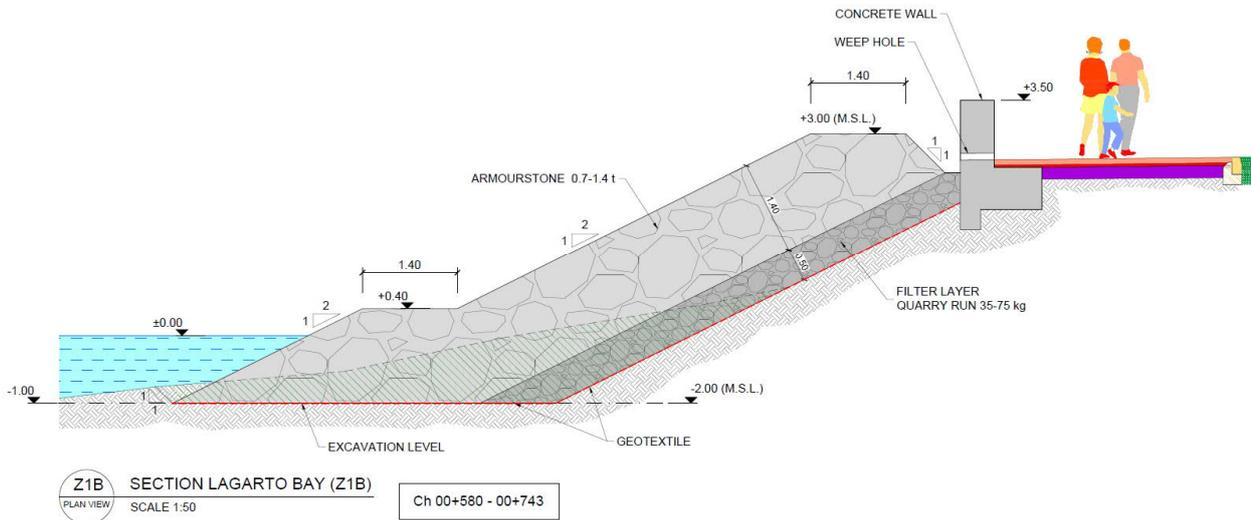 CONCRETE WALL
WEEP HOLE
1.40
+3.50
+3.00 (M.S.L.)
1
1
ARMOURSTONE 0.7-1.4 t
1.40
2
1
1.40
0.50
+0.40
FILTER LAYER
QUARRY RUN 35-75 kg
2
1
±0.00
-1.00
1
1
-2.00 (M.S.L.)
EXCAVATION LEVEL
GEOTEXTILE
Z1B
PLAN VIEW
SECTION LAGARTO BAY (Z1B)
SCALE 1:50
Ch 00+580 - 00+743